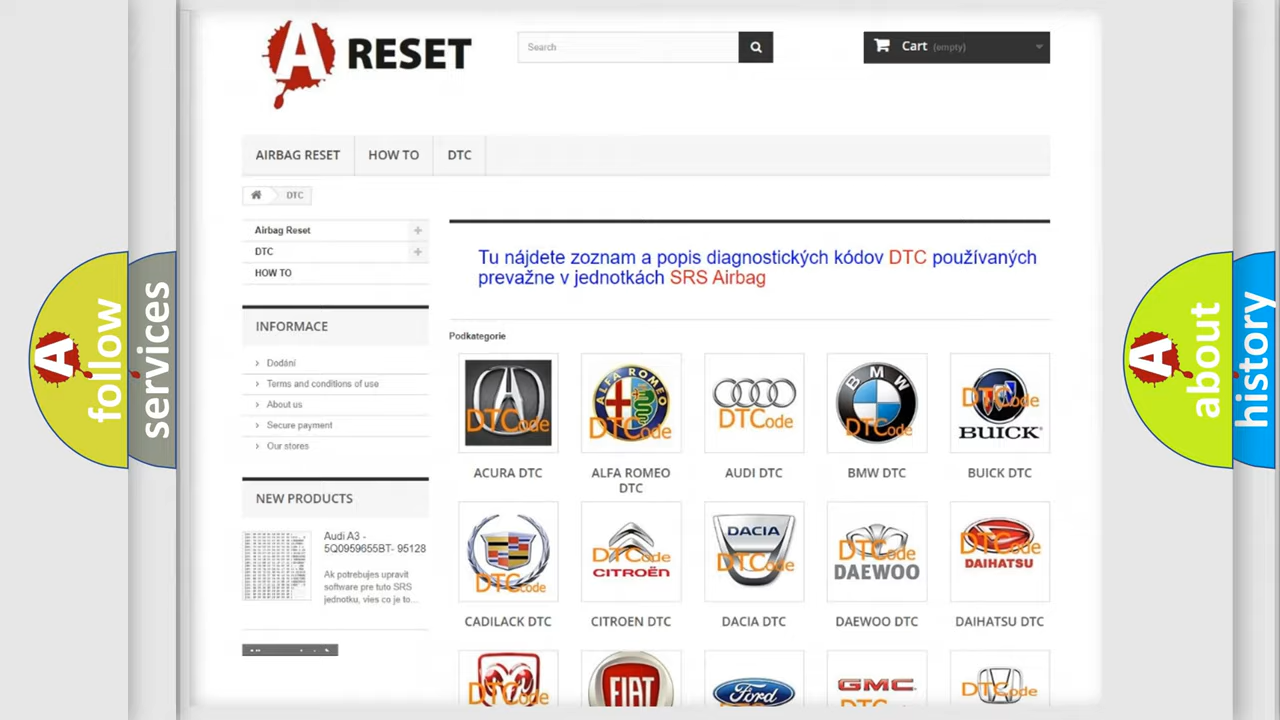 A RESET
Search
Cart (empty)
AIRBAG RESET
HOW TO
DTC
DTC
Airbag Reset
DTC
HOW TO
INFORMACE
Dodání
Terms and conditions of use
About us
Secure payment
Our stores
NEW PRODUCTS
Audi A3 -
5Q0959655BT- 95128
Ak potrebujes upravit
software pre tuto SRS
jednotku, vies co je to...
Tu nájdete zoznam a popis diagnostických kódov DTC používaných
prevažne v jednotkách SRS Airbag
Podkategorie
DTCode
ALFA ROMEO
DTCode
DTCode
BMW
DTCode
DTCode
BUICK
ACURA DTC
ALFA ROMEO
DTC
AUDI DTC
BMW DTC
BUICK DTC
DTCode
DTCode
CITROËN
DACIA
DTCode
DTCode
DAEWOO
DTCode
DAIHATSU
CADILACK DTC
CITROEN DTC
DACIA DTC
DAEWOO DTC
DAIHATSU DTC
DTCode
FIAT
Ford
GMC
DTCode
A
follow
services
A
about
history